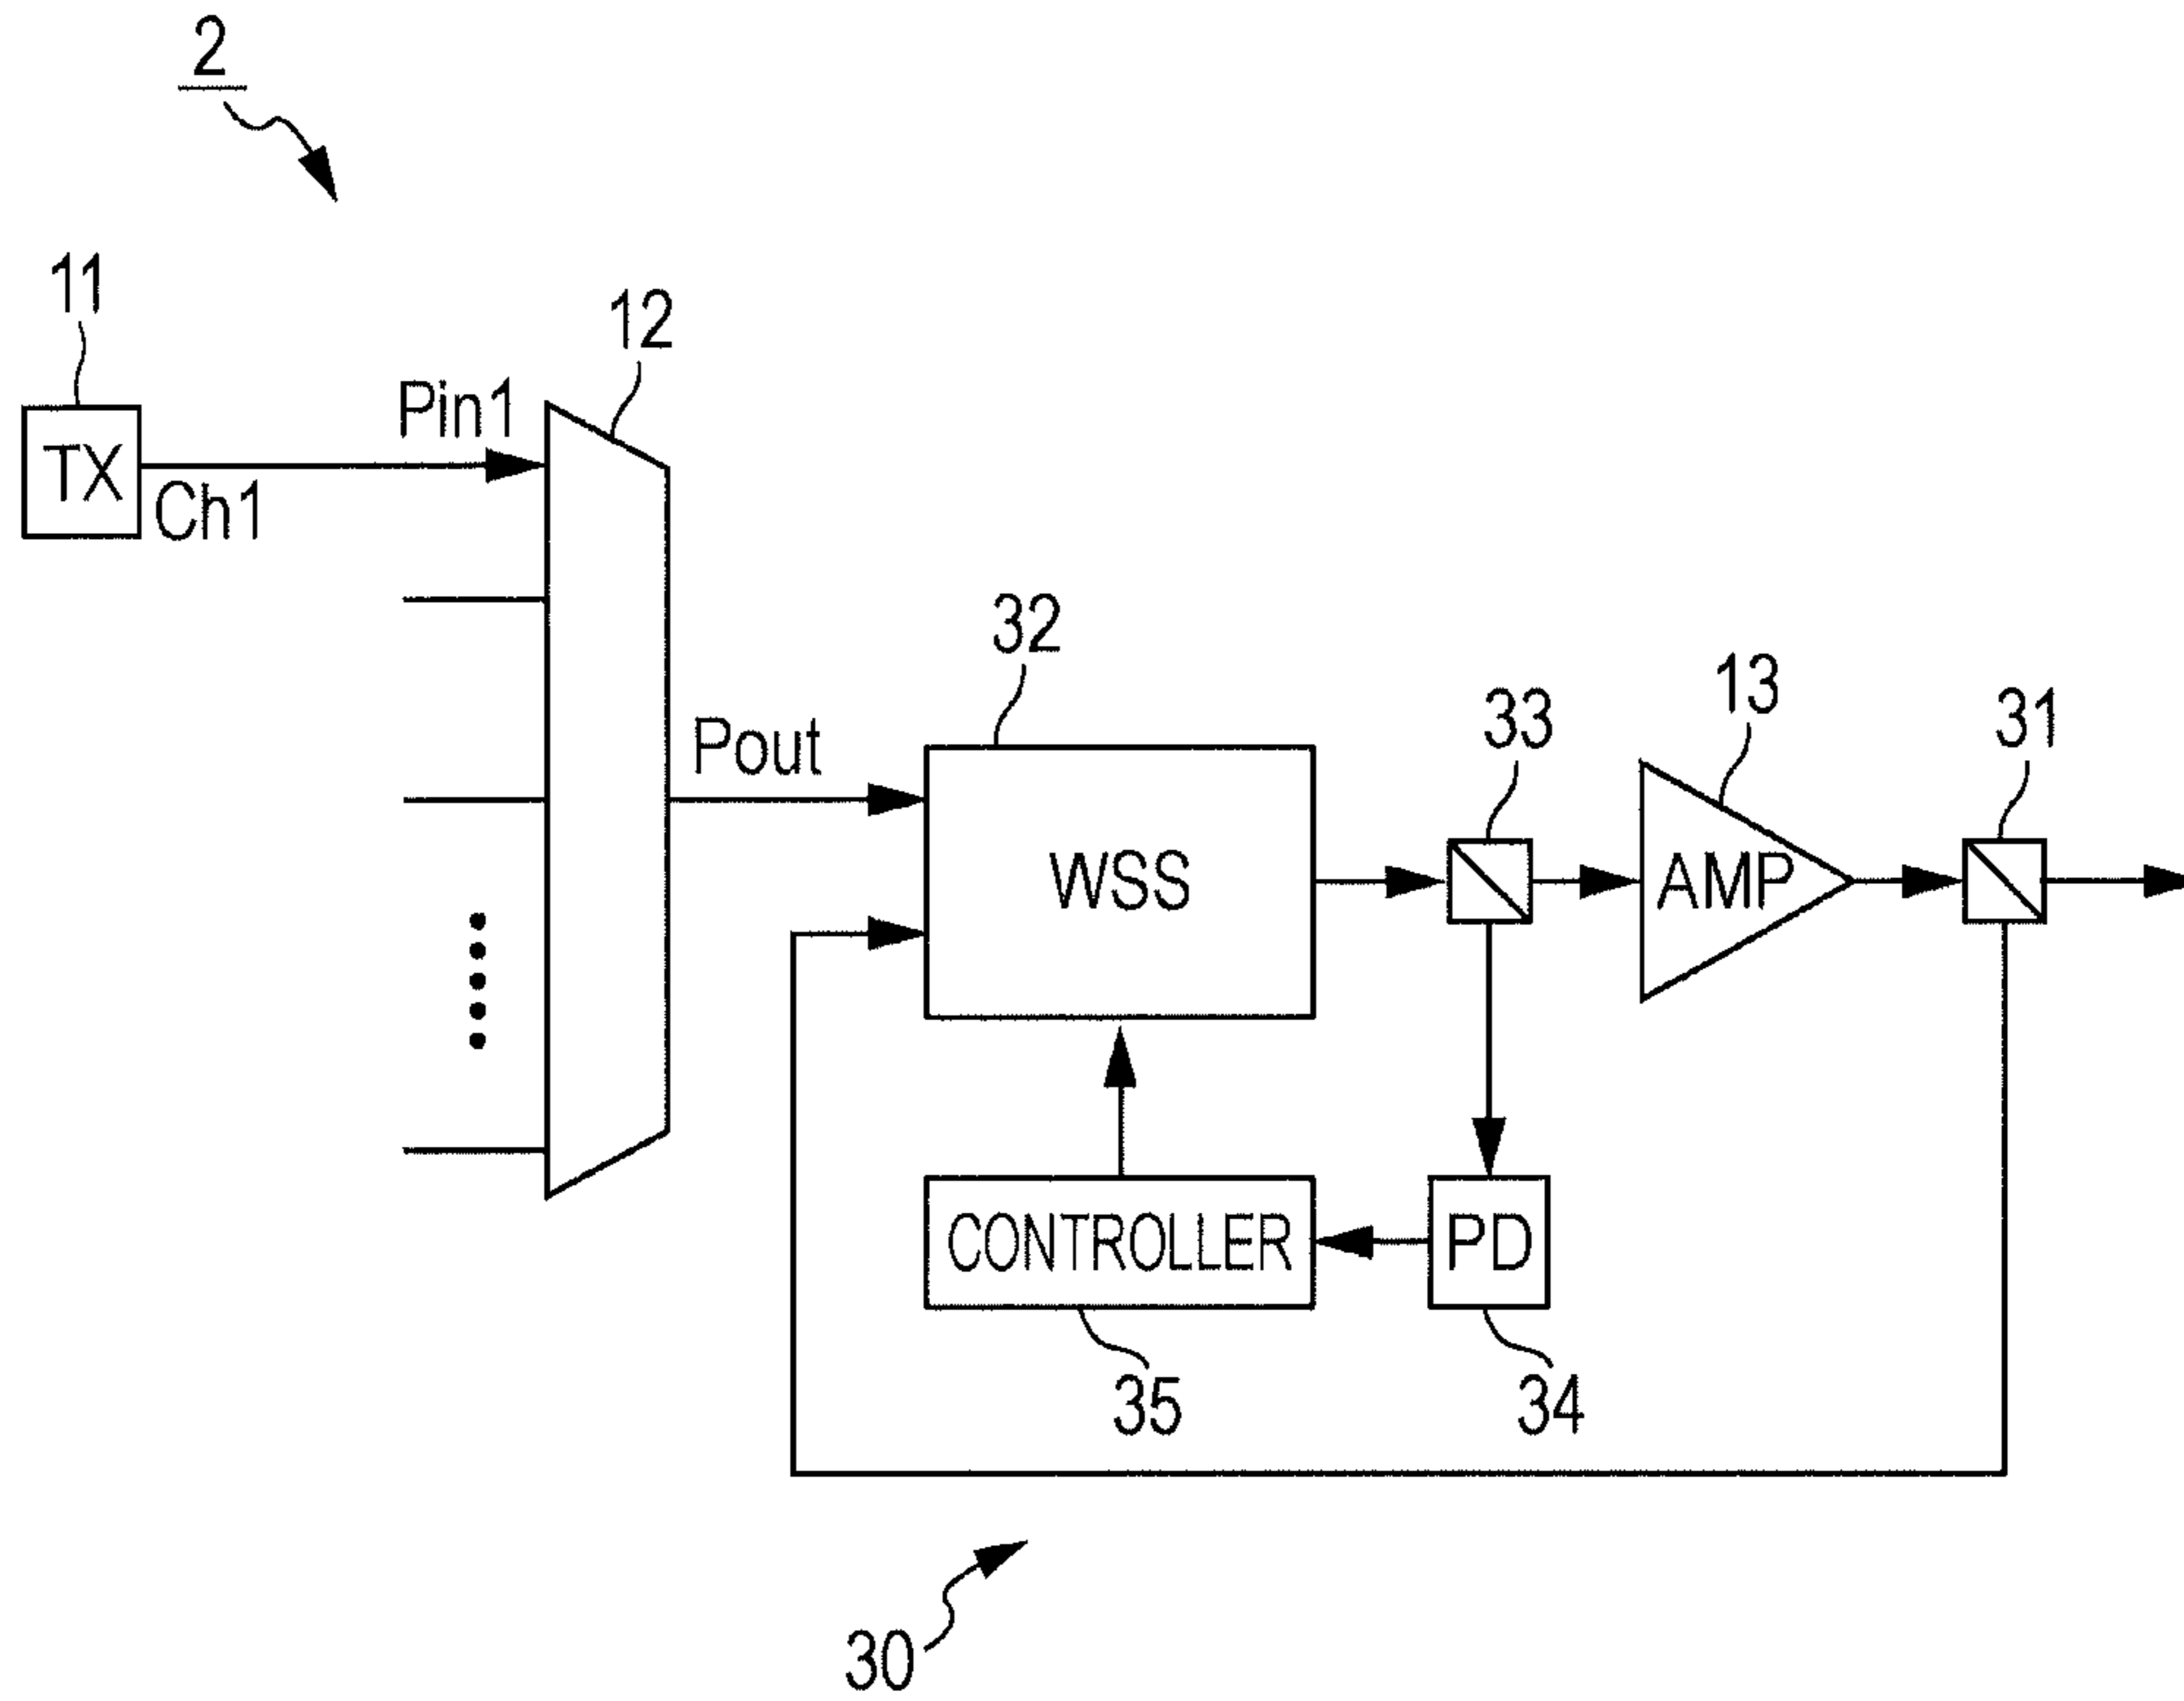 2
11
12
Pin1
TX
Ch1
32
33
13
31
Pout
WSS
AMP
CONTROLLER
PD
35
34
30